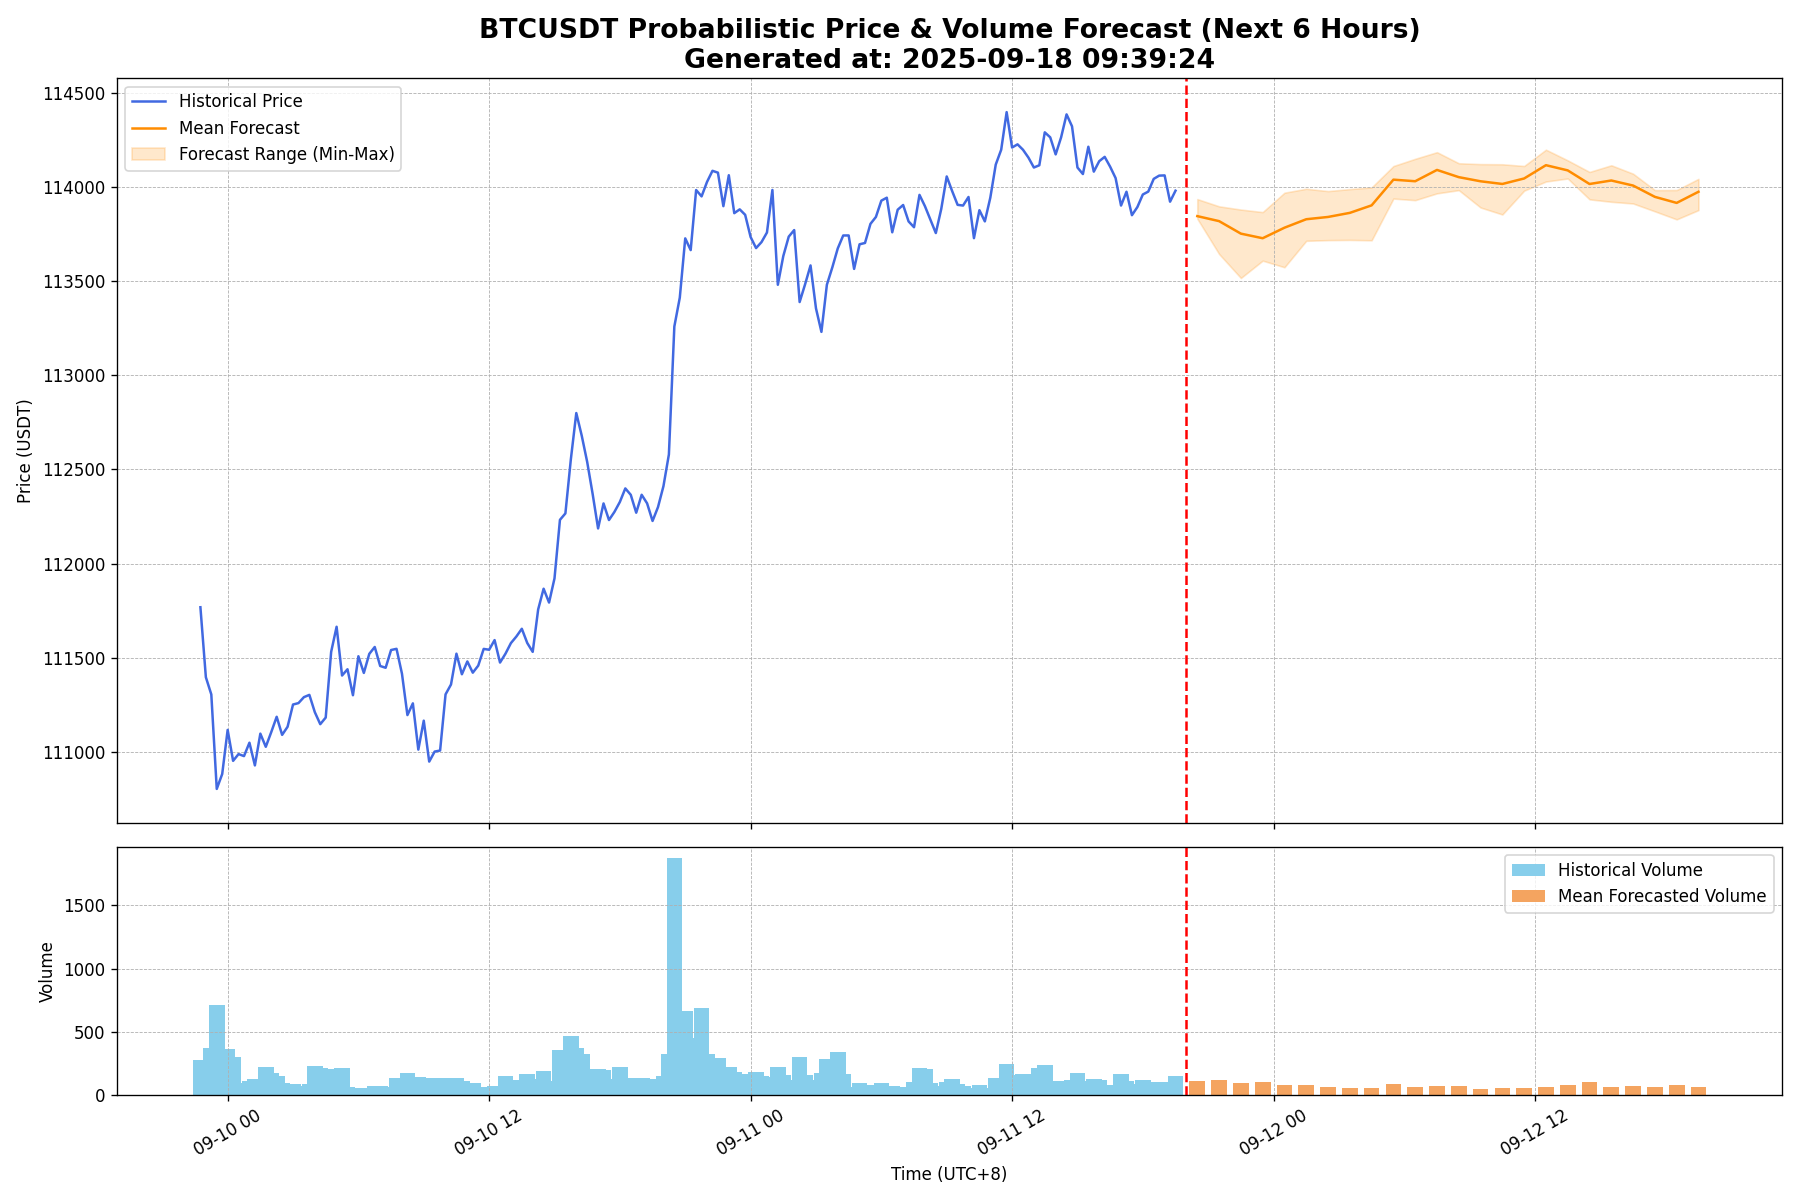 BTCUSDT Probabilistic Price & Volume Forecast (Next 6 Hours)
Generated at: 2025-09-18 09:39:24
Historical Price
Mean Forecast
Forecast Range (Min-Max)
Price (USDT)
114500
114000
113500
113000
112500
112000
111500
111000
Historical Volume
Mean Forecasted Volume
Volume
1500
1000
500
0
09-10 00
09-10 12
09-11 00
09-11 12
09-12 00
09-12 12
Time (UTC+8)